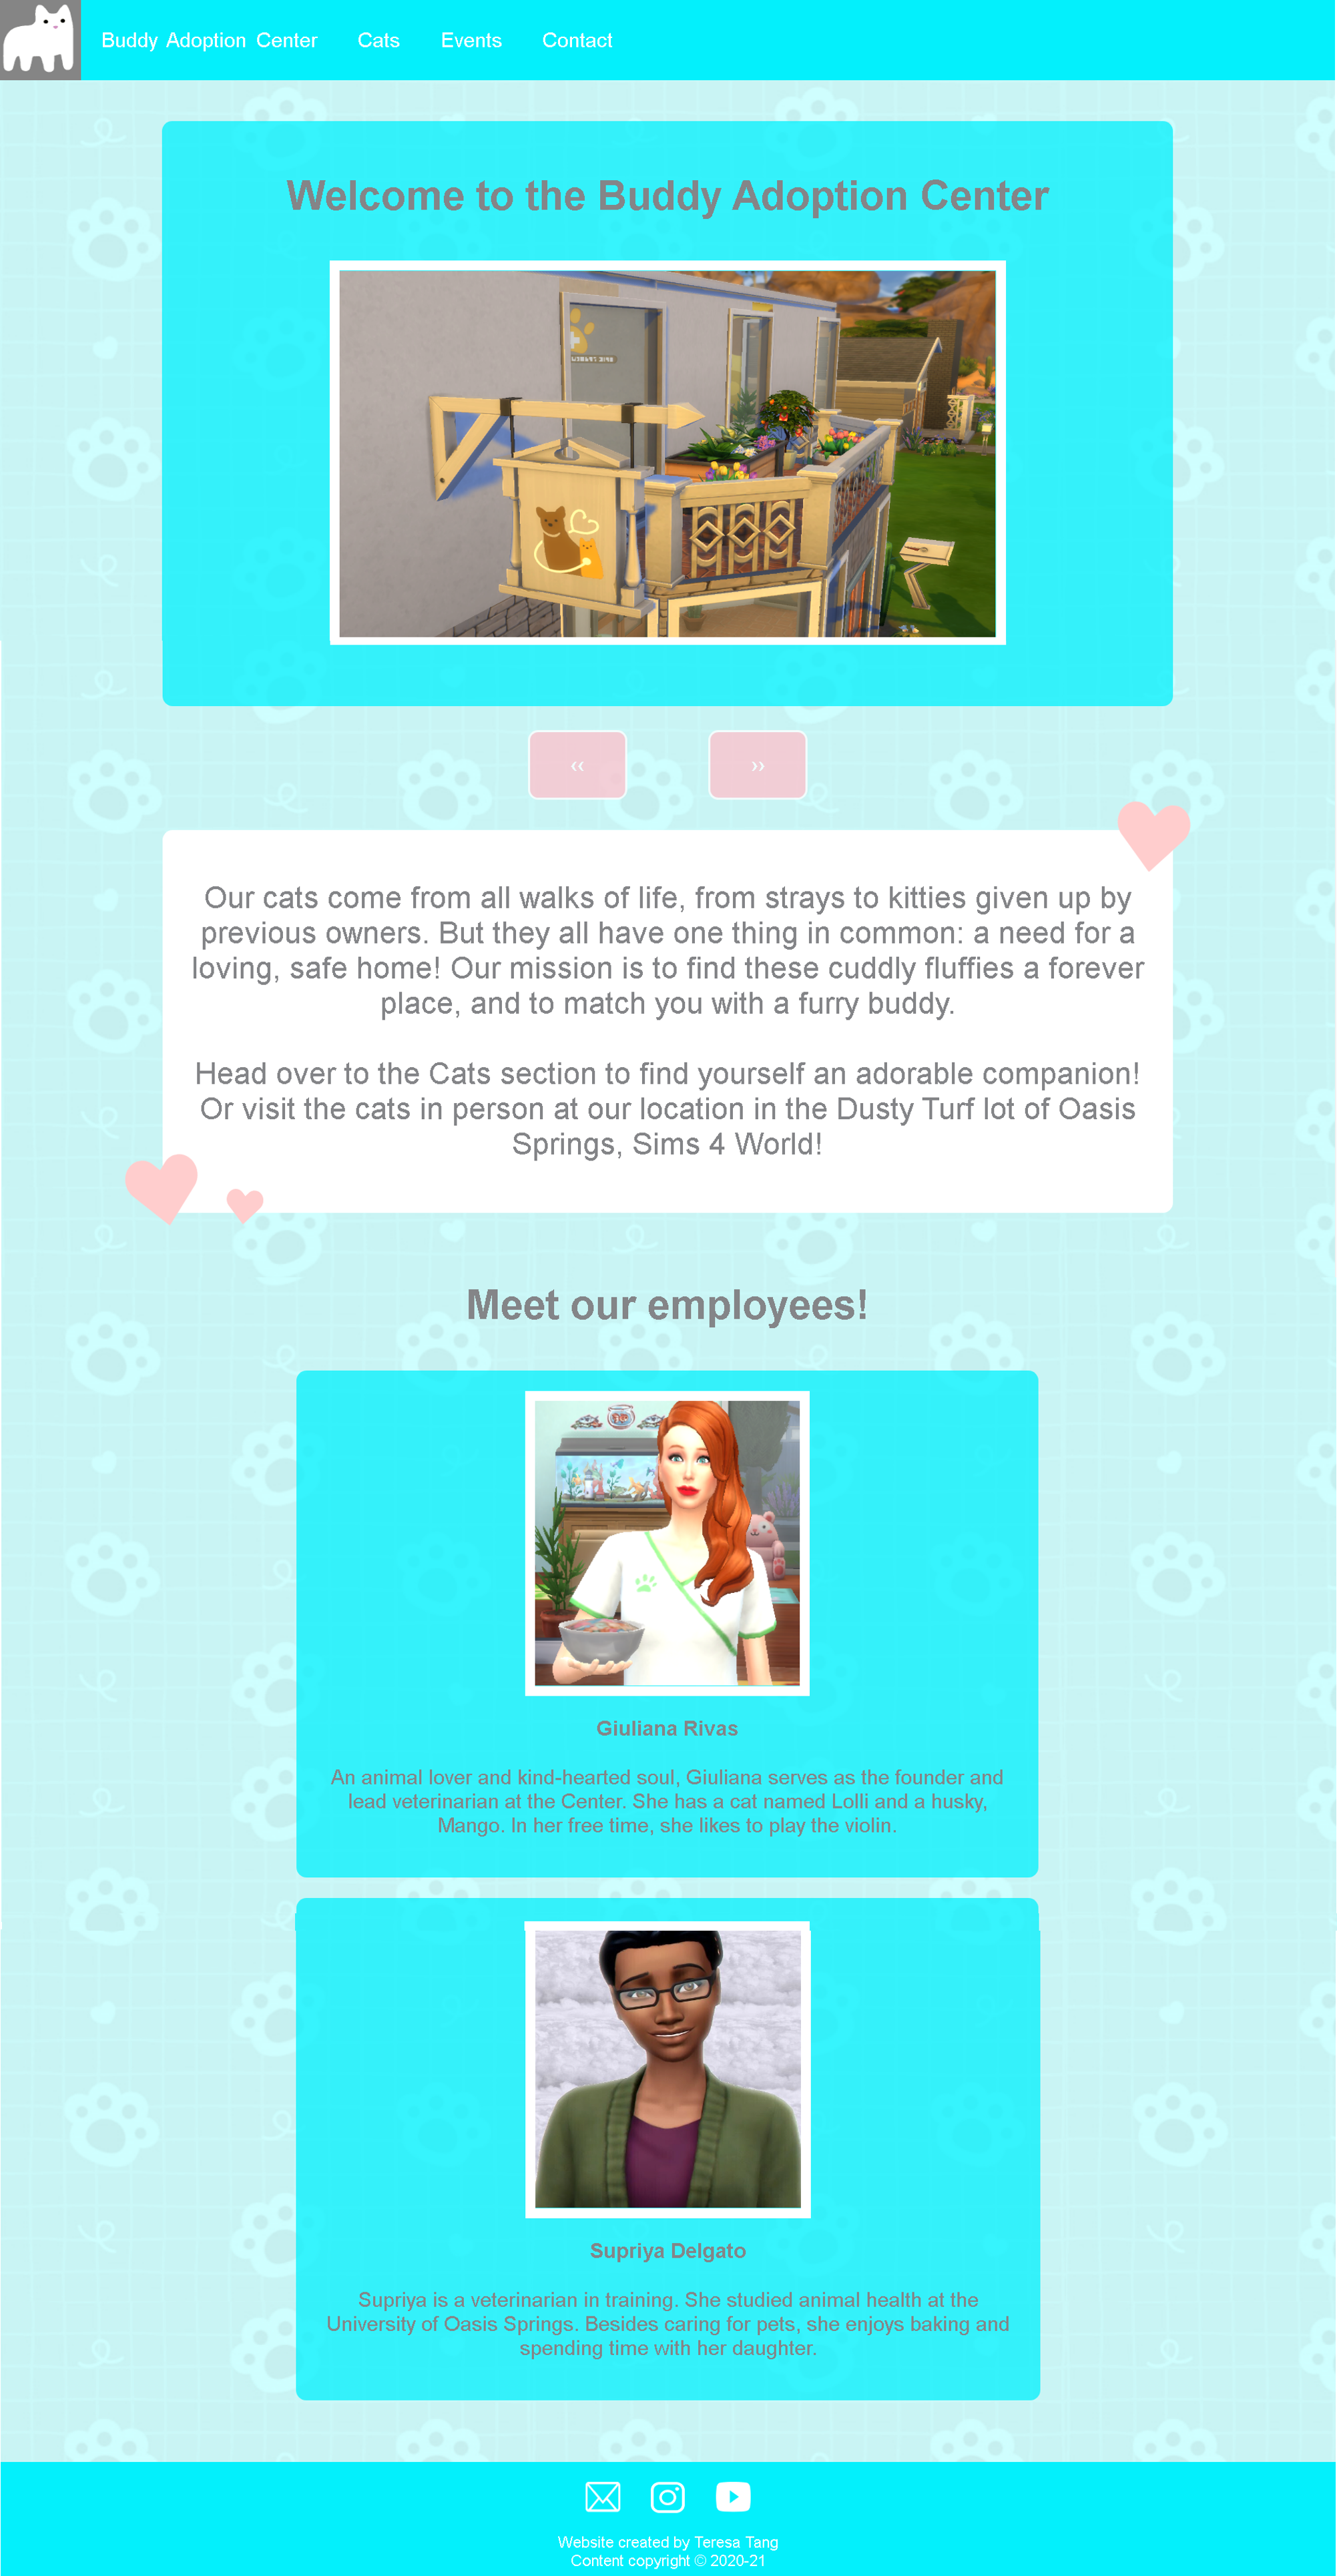 Buddy Adoption Center Cats Events Contact
Welcome to the Buddy Adoption Center
‹‹ ››
Our cats come from all walks of life, from strays to kitties given up by
previous owners. But they all have one thing in common: a need for a
loving, safe home! Our mission is to find these cuddly fluffies a forever
place, and to match you with a furry buddy.
Head over to the Cats section to find yourself an adorable companion!
Or visit the cats in person at our location in the Dusty Turf lot of Oasis
Springs, Sims 4 World!
Meet our employees!
Giuliana Rivas
An animal lover and kind-hearted soul, Giuliana serves as the founder and
lead veterinarian at the Center. She has a cat named Lolli and a husky,
Mango. In her free time, she likes to play the violin.
Supriya Delgato
Supriya is a veterinarian in training. She studied animal health at the
University of Oasis Springs. Besides caring for pets, she enjoys baking and
spending time with her daughter.
Website created by Teresa Tang
Content copyright © 2020-21